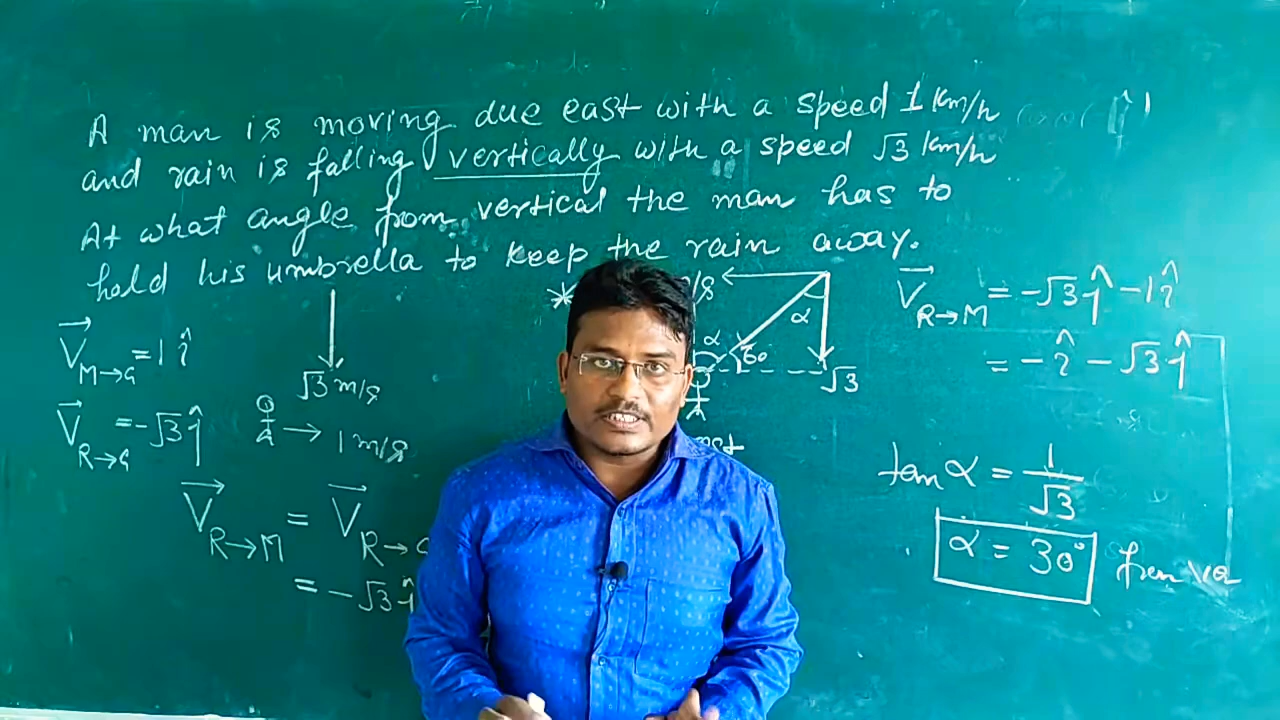 A man is moving due east with a speed 1 km/h
and rain is falling vertically with a speed √3 km/h
At what angle from vertical the man has to
hold his umbrella to keep the rain away.
V⃗ M→G = 1 î
V⃗ R→G = -√3 ĵ
√3 m/s
1 m/s
V⃗ R→M = V⃗ R→G
= -√3 ĵ
α
α
60
√3
V⃗ R→M = -√3 ĵ - 1 î
= - î - √3 ĵ
tan α = 1/√3
α = 30° from